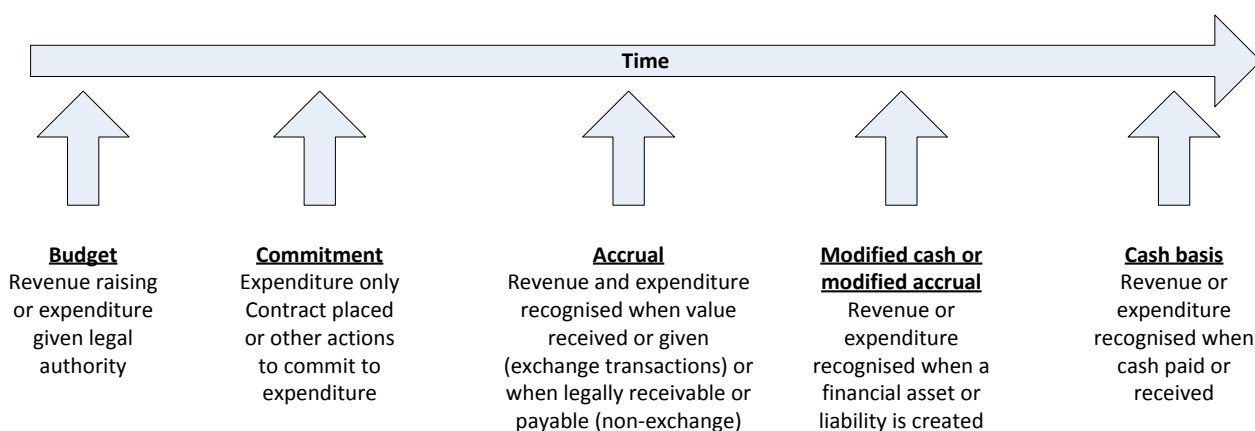 Time
Budget
Revenue raising
or expenditure
given legal
authority
Commitment
Expenditure only
Contract placed
or other actions
to commit to
expenditure
Accrual
Revenue and expenditure
recognised when value
received or given
(exchange transactions) or
when legally receivable or
payable (non-exchange)
Modified cash or
modified accrual
Revenue or
expenditure
recognised when a
financial asset or
liability is created
Cash basis
Revenue or
expenditure
recognised when
cash paid or
received